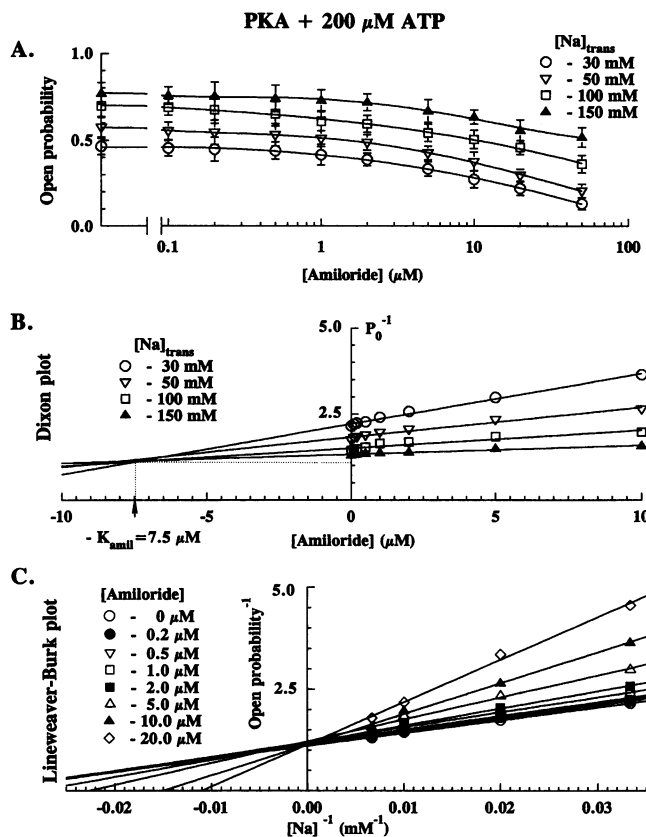 PKA + 200 μM ATP
A.
[Na]trans
- 30 mM
- 50 mM
- 100 mM
- 150 mM
Open probability
1.0
0.5
0.0
0.1
1
10
100
[Amiloride] (μM)
B.
Dixon plot
[Na]trans
- 30 mM
- 50 mM
- 100 mM
- 150 mM
5.0
P0-1
2.5
-10
-5
0
5
10
- Kamil=7.5 μM
[Amiloride] (μM)
C.
Lineweaver-Burk plot
[Amiloride]
- 0 μM
- 0.2 μM
- 0.5 μM
- 1.0 μM
- 2.0 μM
- 5.0 μM
- 10.0 μM
- 20.0 μM
Open probability-1
5.0
2.5
-0.02
-0.01
0.00
0.01
0.02
0.03
[Na]-1 (mM-1)